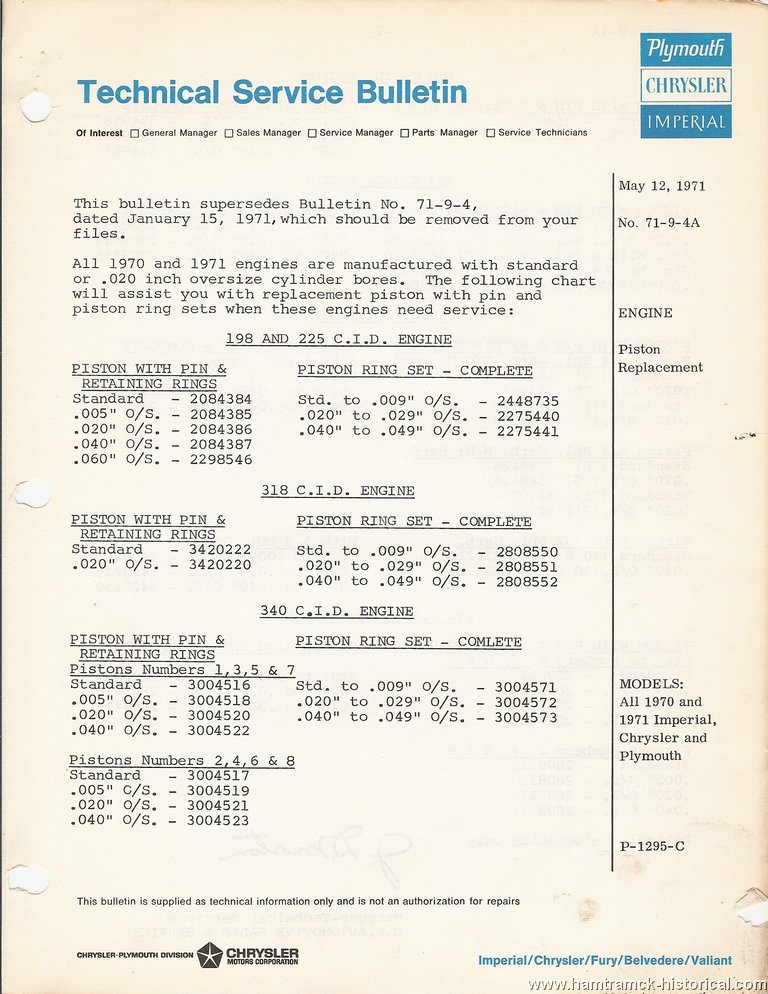 Plymouth
CHRYSLER
IMPERIAL
Technical Service Bulletin
Of Interest □ General Manager □ Sales Manager □ Service Manager □ Parts Manager □ Service Technicians
May 12, 1971
No. 71-9-4A
ENGINE
Piston
Replacement
MODELS:
All 1970 and
1971 Imperial,
Chrysler and
Plymouth
P-1295-C
This bulletin supersedes Bulletin No. 71-9-4,
dated January 15, 1971,which should be removed from your
files.
All 1970 and 1971 engines are manufactured with standard
or .020 inch oversize cylinder bores. The following chart
will assist you with replacement piston with pin and
piston ring sets when these engines need service:
198 AND 225 C.I.D. ENGINE
PISTON WITH PIN & PISTON RING SET - COMPLETE
RETAINING RINGS
Standard - 2084384 Std. to .009" O/S. - 2448735
.005" O/S. - 2084385 .020" to .029" O/S. - 2275440
.020" O/S. - 2084386 .040" to .049" O/S. - 2275441
.040" O/S. - 2084387
.060" O/S. - 2298546
318 C.I.D. ENGINE
PISTON WITH PIN & PISTON RING SET - COMPLETE
RETAINING RINGS
Standard - 3420222 Std. to .009" O/S. - 2808550
.020" O/S. - 3420220 .020" to .029" O/S. - 2808551
.040" to .049" O/S. - 2808552
340 C.I.D. ENGINE
PISTON WITH PIN & PISTON RING SET - COMLETE
RETAINING RINGS
Pistons Numbers 1,3,5 & 7
Standard - 3004516 Std. to .009" O/S. - 3004571
.005" O/S. - 3004518 .020" to .029" O/S. - 3004572
.020" O/S. - 3004520 .040" to .049" O/S. - 3004573
.040" O/S. - 3004522
Pistons Numbers 2,4,6 & 8
Standard - 3004517
.005" O/S. - 3004519
.020" O/S. - 3004521
.040" O/S. - 3004523
This bulletin is supplied as technical information only and is not an authorization for repairs
CHRYSLER-PLYMOUTH DIVISION CHRYSLER
MOTORS CORPORATION
Imperial/Chrysler/Fury/Belvedere/Valiant
www.hamtramck-historical.com